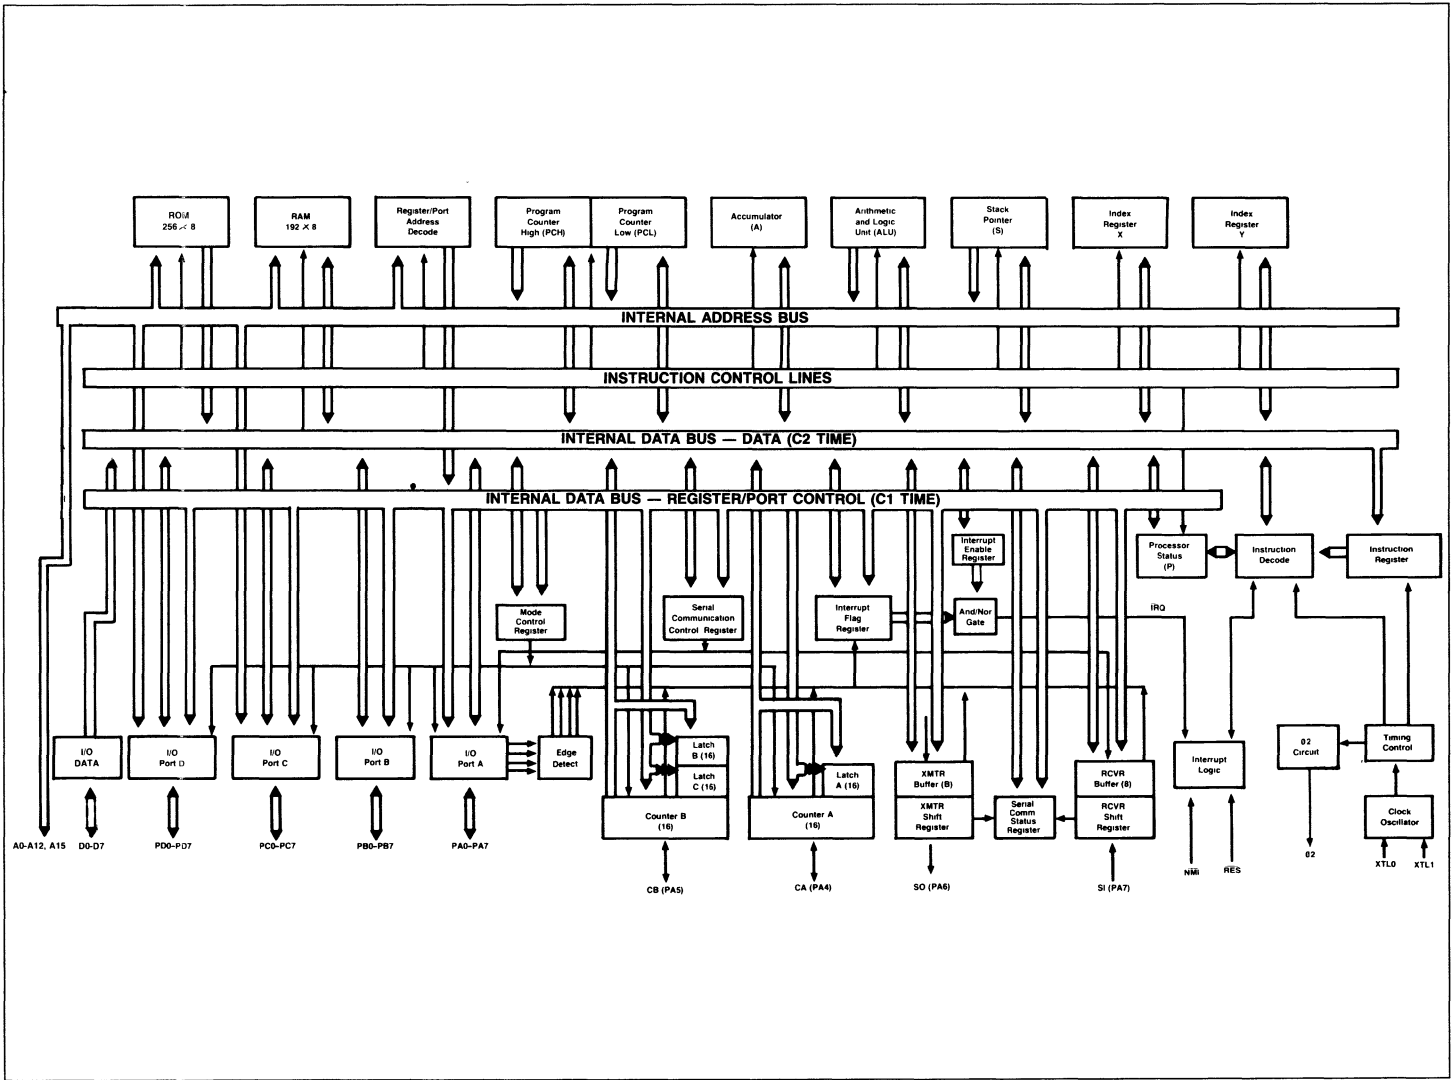 ROM
256 × 8
RAM
192 × 8
Register/Port
Address
Decode
Program
Counter
High (PCH)
Program
Counter
Low (PCL)
Accumulator
(A)
Arithmetic
and Logic
Unit (ALU)
Stack
Pointer
(S)
Index
Register
X
Index
Register
Y
INTERNAL ADDRESS BUS
INSTRUCTION CONTROL LINES
INTERNAL DATA BUS — DATA (C2 TIME)
INTERNAL DATA BUS — REGISTER/PORT CONTROL (C1 TIME)
Interrupt
Enable
Register
Processor
Status
(P)
Instruction
Decode
Instruction
Register
Mode
Control
Register
Serial
Communication
Control Register
Interrupt
Flag
Register
And/Nor
Gate
IRQ
I/O
DATA
I/O
Port D
I/O
Port C
I/O
Port B
I/O
Port A
Edge
Detect
Latch
B (16)
Latch
C (16)
Counter B
(16)
Latch
A (16)
Counter A
(16)
XMTR
Buffer (B)
XMTR
Shift
Register
Serial
Comm
Status
Register
RCVR
Buffer (8)
RCVR
Shift
Register
Interrupt
Logic
02
Circuit
Timing
Control
Clock
Oscillator
A0-A12, A15
D0-D7
PD0-PD7
PC0-PC7
PB0-PB7
PA0-PA7
CB (PA5)
CA (PA4)
SO (PA6)
SI (PA7)
NMI
RES
02
XTL0
XTL1